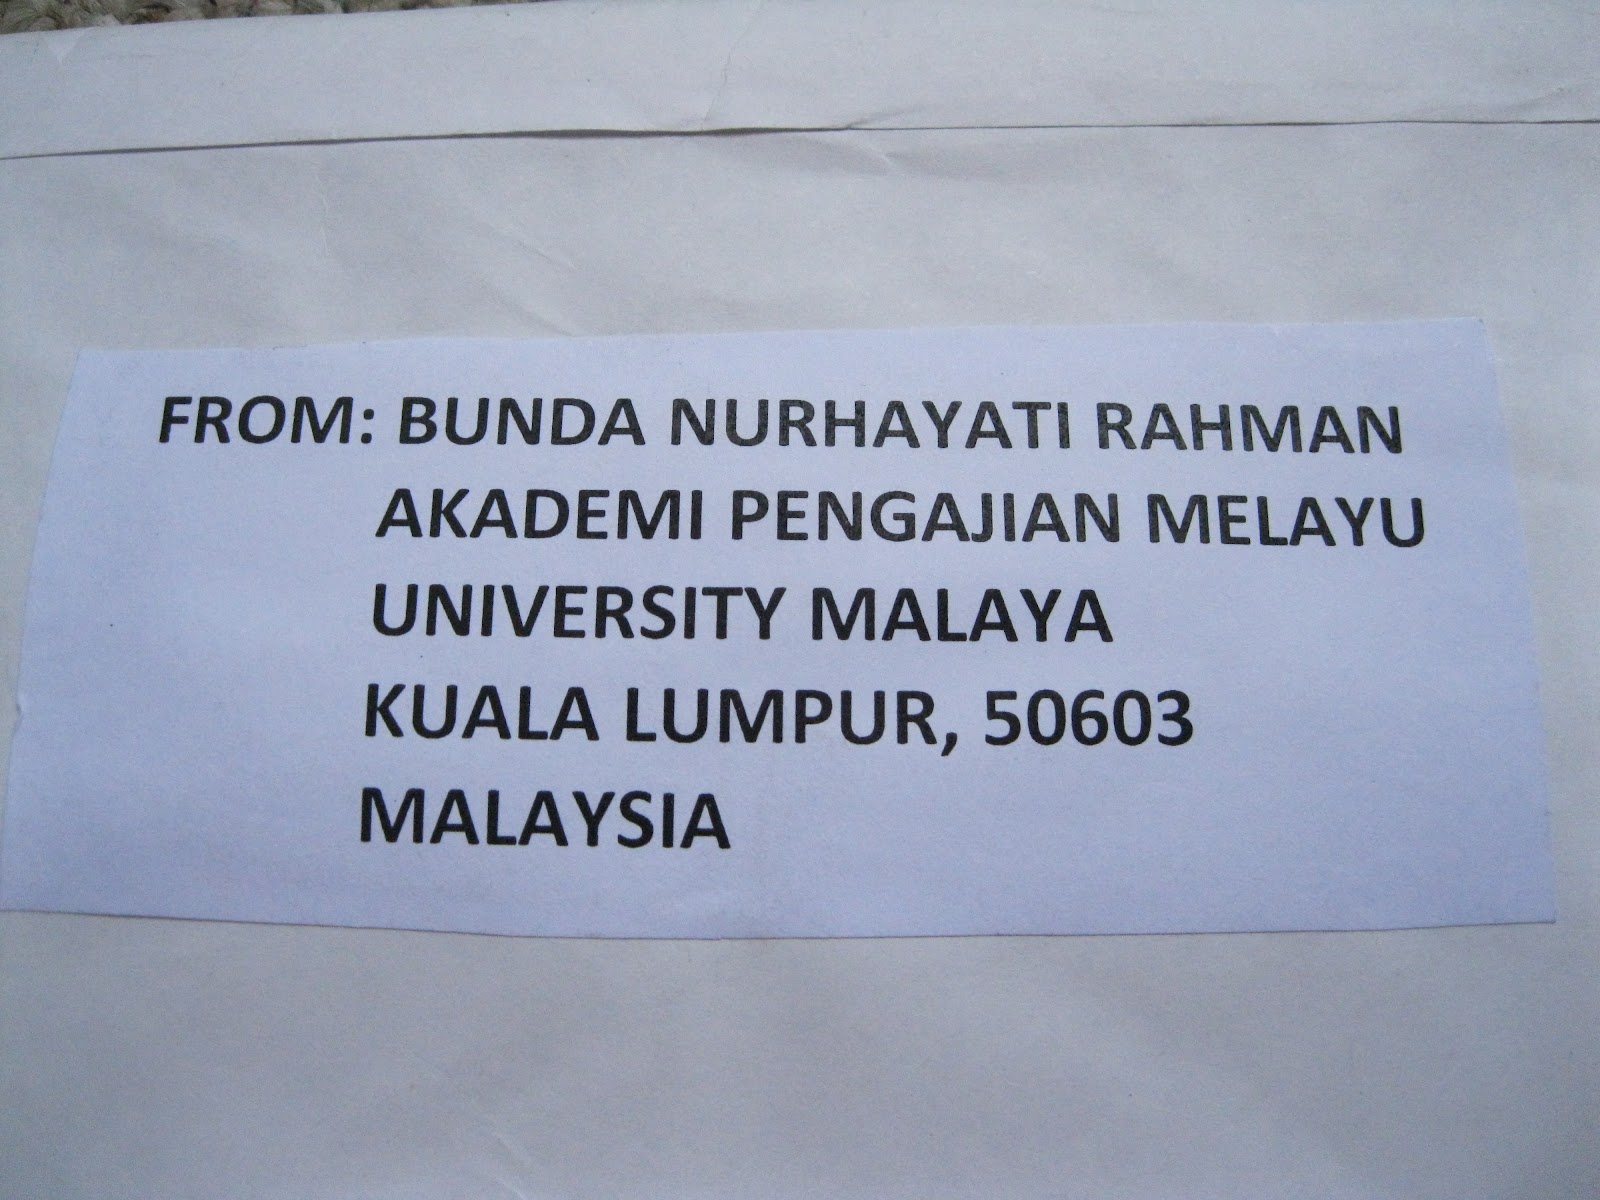 FROM: BUNDA NURHAYATI RAHMAN
AKADEMI PENGAJIAN MELAYU
UNIVERSITY MALAYA
KUALA LUMPUR, 50603
MALAYSIA